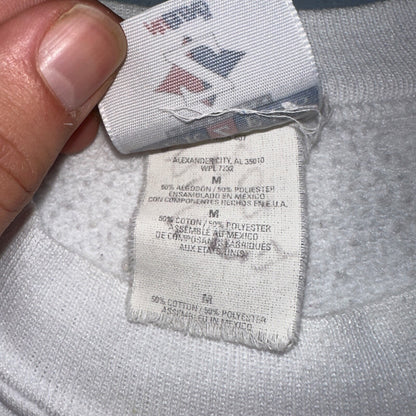 ALEXANDER CITY, AL 35010
WPL 7232
M
50% ALGODON / 50% POLIESTER
ENSAMBLADO EN MEXICO
CON COMPONENTES HECHOS EN E.U.A.
M
50% COTON / 50% POLYESTER
ASSEMBLE AU MEXICO
DE COMPOSANTS FABRIQUES
AUX ETATS UNIS
M
50% COTTON / 50% POLYESTER
ASSEMBLED IN MEXICO